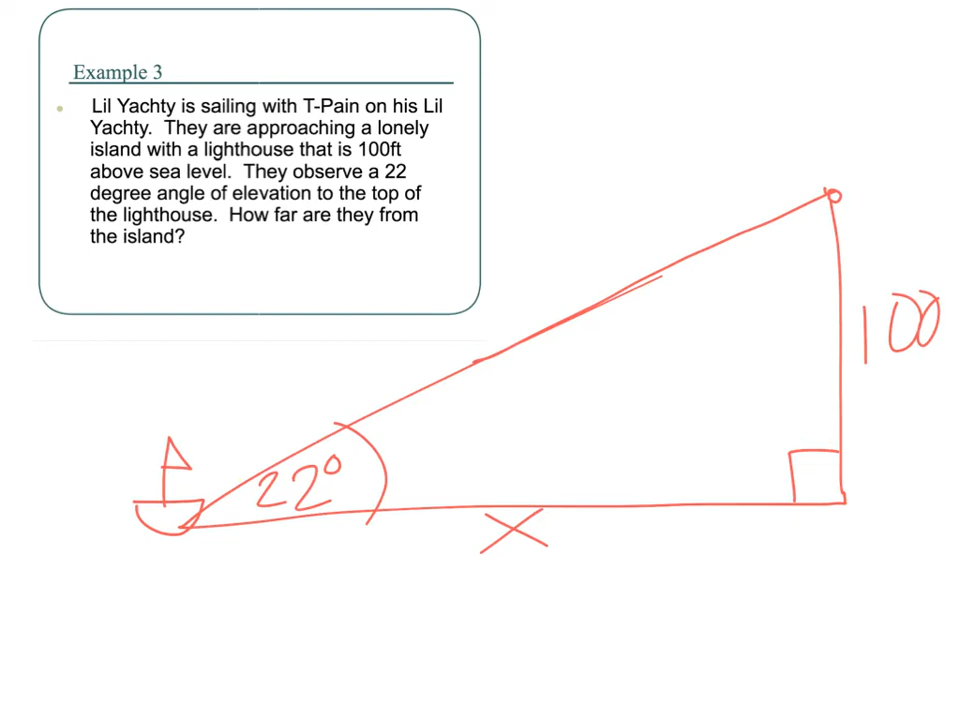 Example 3
Lil Yachty is sailing with T-Pain on his Lil
Yachty. They are approaching a lonely
island with a lighthouse that is 100ft
above sea level. They observe a 22
degree angle of elevation to the top of
the lighthouse. How far are they from
the island?
100
22°
x